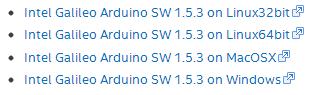 Intel Galileo Arduino SW 1.5.3 on Linux32bit
Intel Galileo Arduino SW 1.5.3 on Linux64bit
Intel Galileo Arduino SW 1.5.3 on MacOSX
Intel Galileo Arduino SW 1.5.3 on Windows